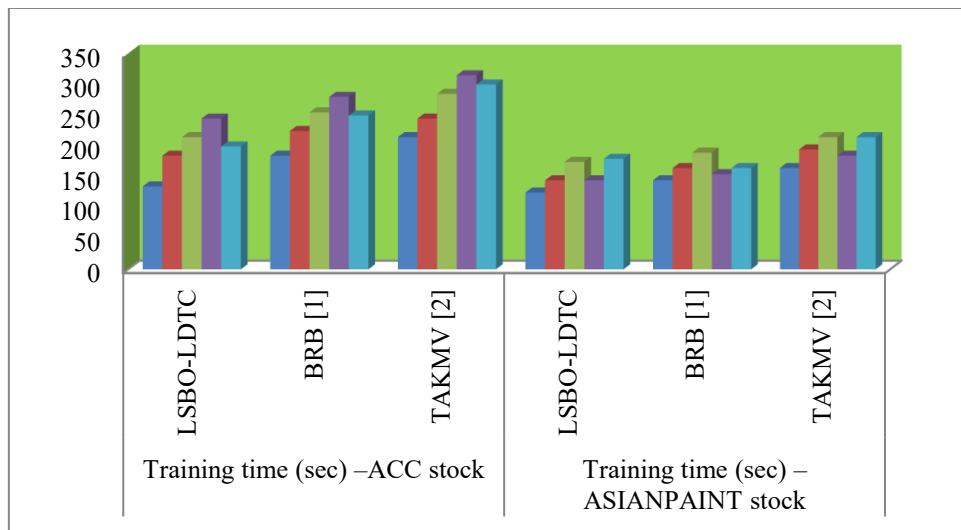 350
300
250
200
150
100
50
0
LSBO-LDTC
BRB [1]
TAKMV [2]
LSBO-LDTC
BRB [1]
TAKMV [2]
Training time (sec) –ACC stock
Training time (sec) –
ASIANPAINT stock